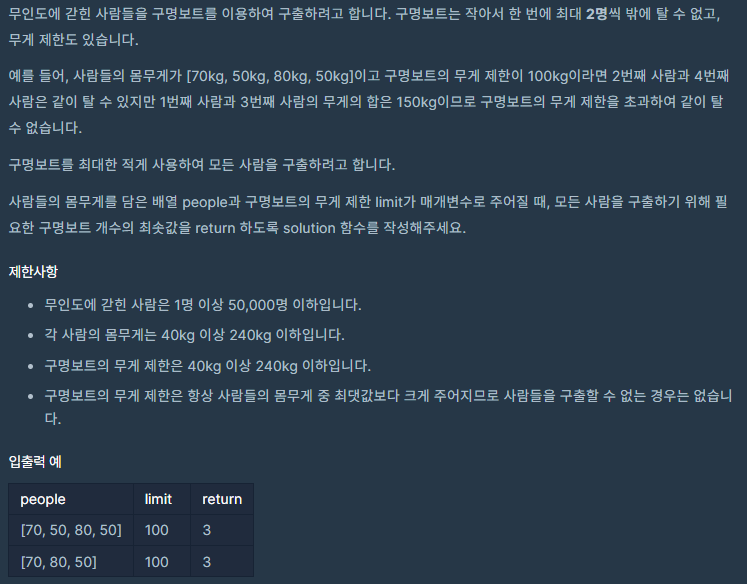 무인도에 갇힌 사람들을 구명보트를 이용하여 구출하려고 합니다. 구명보트는 작아서 한 번에 최대 2명씩 밖에 탈 수 없고,
무게 제한도 있습니다.
예를 들어, 사람들의 몸무게가 [70kg, 50kg, 80kg, 50kg]이고 구명보트의 무게 제한이 100kg이라면 2번째 사람과 4번째
사람은 같이 탈 수 있지만 1번째 사람과 3번째 사람의 무게의 합은 150kg이므로 구명보트의 무게 제한을 초과하여 같이 탈
수 없습니다.
구명보트를 최대한 적게 사용하여 모든 사람을 구출하려고 합니다.
사람들의 몸무게를 담은 배열 people과 구명보트의 무게 제한 limit가 매개변수로 주어질 때, 모든 사람을 구출하기 위해 필
요한 구명보트 개수의 최솟값을 return 하도록 solution 함수를 작성해주세요.
제한사항
• 무인도에 갇힌 사람은 1명 이상 50,000명 이하입니다.
• 각 사람의 몸무게는 40kg 이상 240kg 이하입니다.
• 구명보트의 무게 제한은 40kg 이상 240kg 이하입니다.
• 구명보트의 무게 제한은 항상 사람들의 몸무게 중 최댓값보다 크게 주어지므로 사람들을 구출할 수 없는 경우는 없습니
다.
입출력 예
people limit return
[70, 50, 80, 50] 100 3
[70, 80, 50] 100 3